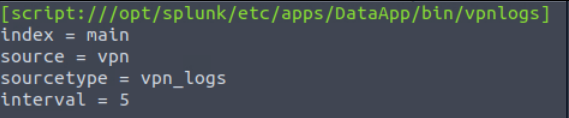 [script:///opt/splunk/etc/apps/DataApp/bin/vpnlogs]
index = main
source = vpn
sourcetype = vpn_logs
interval = 5